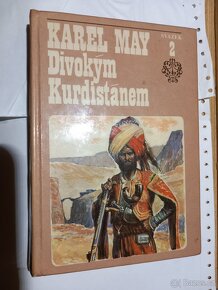 KAREL MAY
SVAZEK
2
Divokým
Kurdistánem